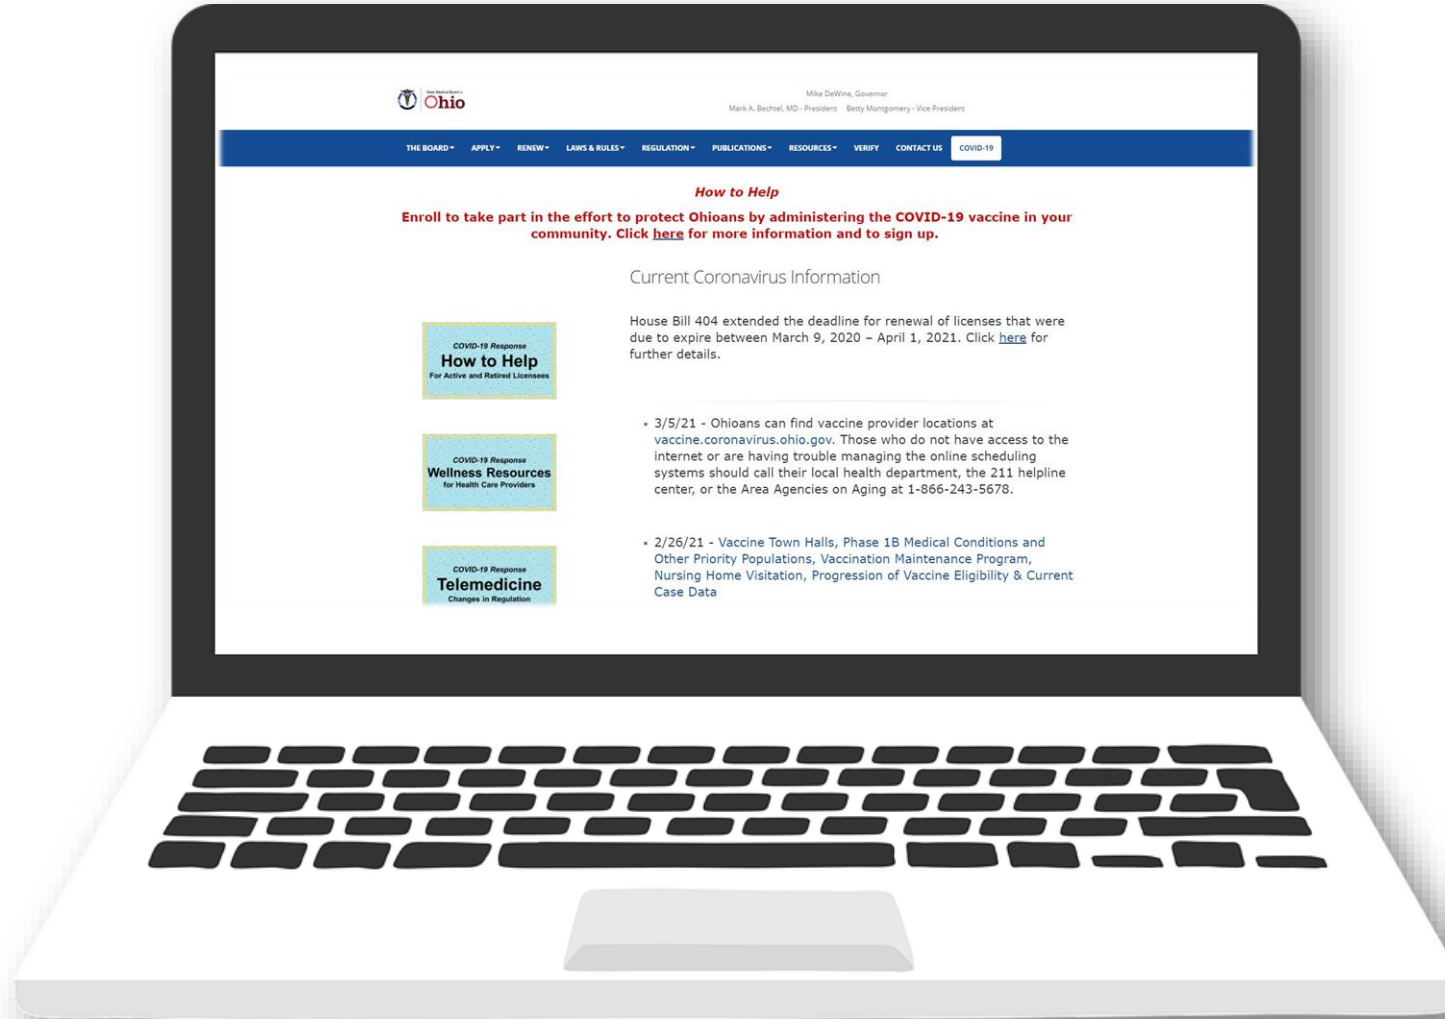 State Medical Board of
Ohio
Mike DeWine, Governor
Mark A. Bechtel, MD - President Betty Montgomery - Vice President
THE BOARD APPLY RENEW LAWS & RULES REGULATION PUBLICATIONS RESOURCES VERIFY CONTACT US COVID-19
How to Help
Enroll to take part in the effort to protect Ohioans by administering the COVID-19 vaccine in your
community. Click here for more information and to sign up.
Current Coronavirus Information
COVID-19 Response
How to Help
For Active and Retired Licensees
COVID-19 Response
Wellness Resources
for Health Care Providers
COVID-19 Response
Telemedicine
Changes in Regulation
House Bill 404 extended the deadline for renewal of licenses that were
due to expire between March 9, 2020 – April 1, 2021. Click here for
further details.
• 3/5/21 - Ohioans can find vaccine provider locations at
vaccine.coronavirus.ohio.gov. Those who do not have access to the
internet or are having trouble managing the online scheduling
systems should call their local health department, the 211 helpline
center, or the Area Agencies on Aging at 1-866-243-5678.
• 2/26/21 - Vaccine Town Halls, Phase 1B Medical Conditions and
Other Priority Populations, Vaccination Maintenance Program,
Nursing Home Visitation, Progression of Vaccine Eligibility & Current
Case Data